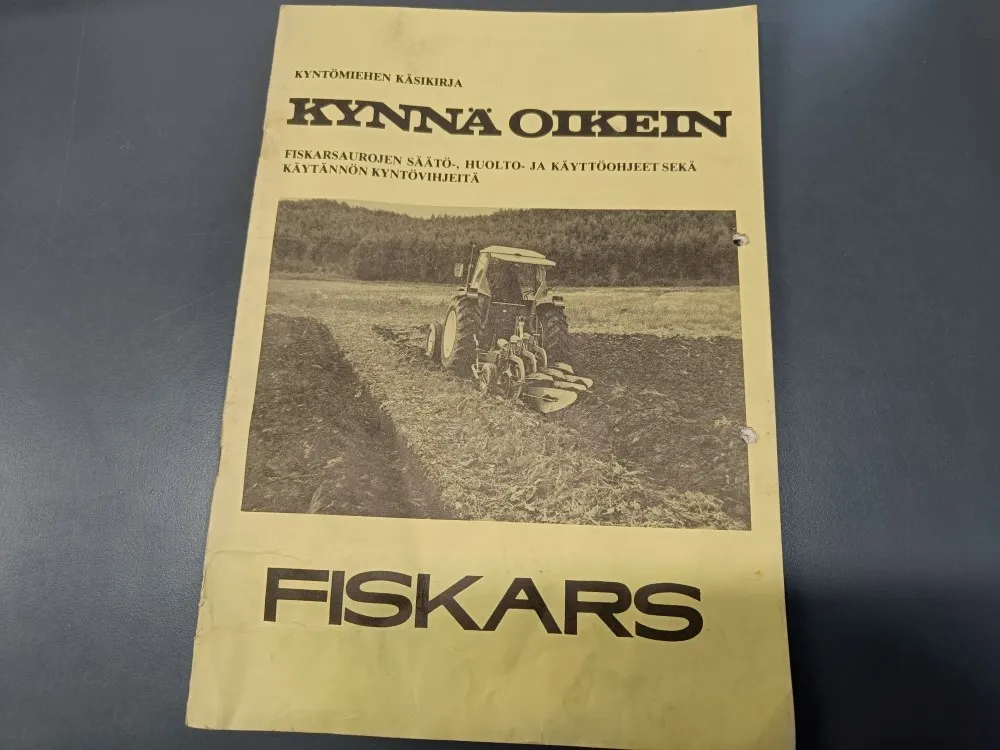 KYNTÖMIEHEN KÄSIKIRJA
KYNNÄ OIKEIN
FISKARSAUROJEN SÄÄTÖ-, HUOLTO- JA KÄYTTÖOHJEET SEKÄ
KÄYTÄNNÖN KYNTÖVIHJEITÄ
FISKARS